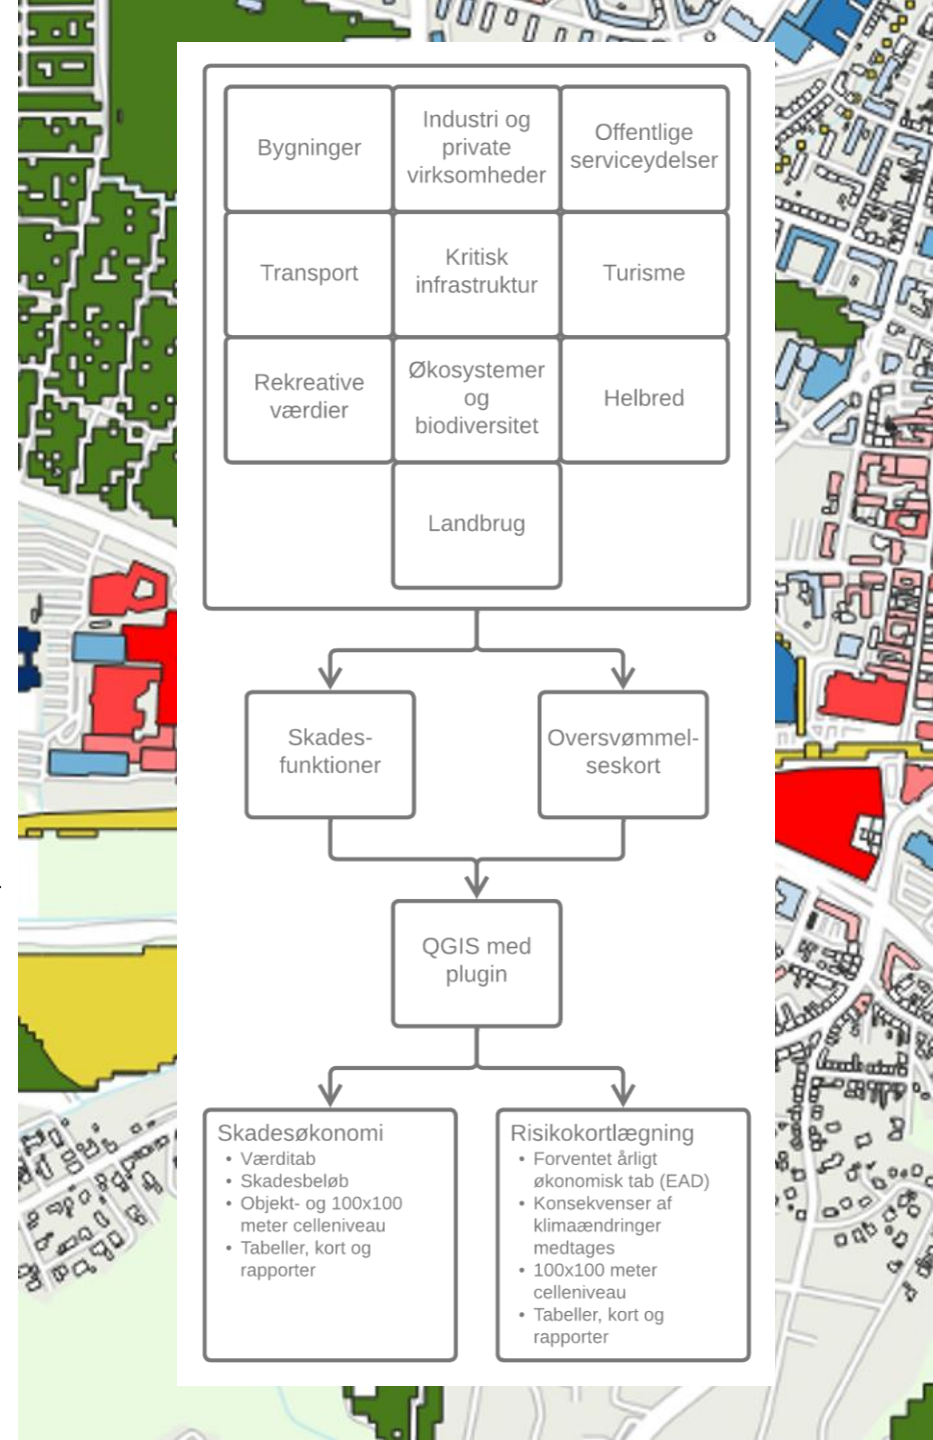 Bygninger
Industri og
private
virksomheder
Offentlige
serviceydelser
Transport
Kritisk
infrastruktur
Turisme
Rekreative
værdier
Økosystemer
og
biodiversitet
Helbred
Landbrug
Skades-
funktioner
Oversvømmel-
seskort
QGIS med
plugin
Skadesøkonomi
• Værditab
• Skadesbeløb
• Objekt- og 100x100
meter celleniveau
• Tabeller, kort og
rapporter
Risikokortlægning
• Forventet årligt
økonomisk tab (EAD)
• Konsekvenser af
klimaændringer
medtages
• 100x100 meter
celleniveau
• Tabeller, kort og
rapporter